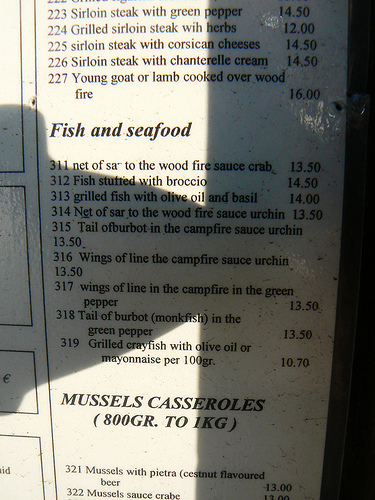 223 Sirloin steak with green pepper 14.50
224 Grilled sirloin steak wih herbs 12.00
225 sirloin steak with corsican cheeses 14.50
226 Sirloin steak with chanterelle cream 14.50
227 Young goat or lamb cooked over wood
fire 16.00
Fish and seafood
311 net of sar to the wood fire sauce crab 13.50
312 Fish stuffed with broccio 14.50
313 grilled fish with olive oil and basil 14.00
314 Net of sar to the wood fire sauce urchin 13.50
315 Tail ofburbot in the campfire sauce urchin
13.50
316 Wings of line the campfire sauce urchin
13.50
317 wings of line in the campfire in the green
pepper 13.50
318 Tail of burbot (monkfish) in the
green pepper 13.50
319 Grilled crayfish with olive oil or
mayonnaise per 100gr. 10.70
€
MUSSELS CASSEROLES
( 800GR. TO 1KG )
321 Mussels with pietra (cestnut flavoured
beer 13.00
322 Mussels sauce crabe 13.00